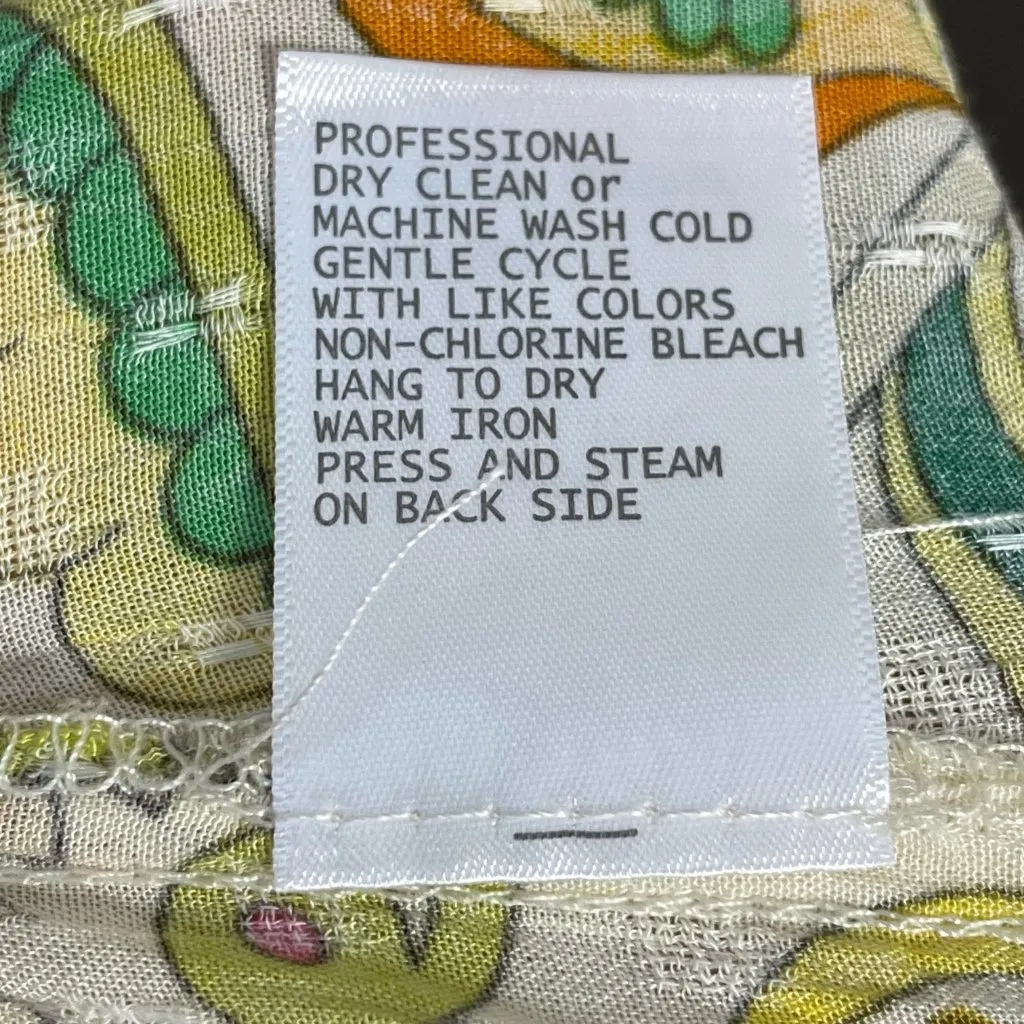 PROFESSIONAL
DRY CLEAN or
MACHINE WASH COLD
GENTLE CYCLE
WITH LIKE COLORS
NON-CHLORINE BLEACH
HANG TO DRY
WARM IRON
PRESS AND STEAM
ON BACK SIDE